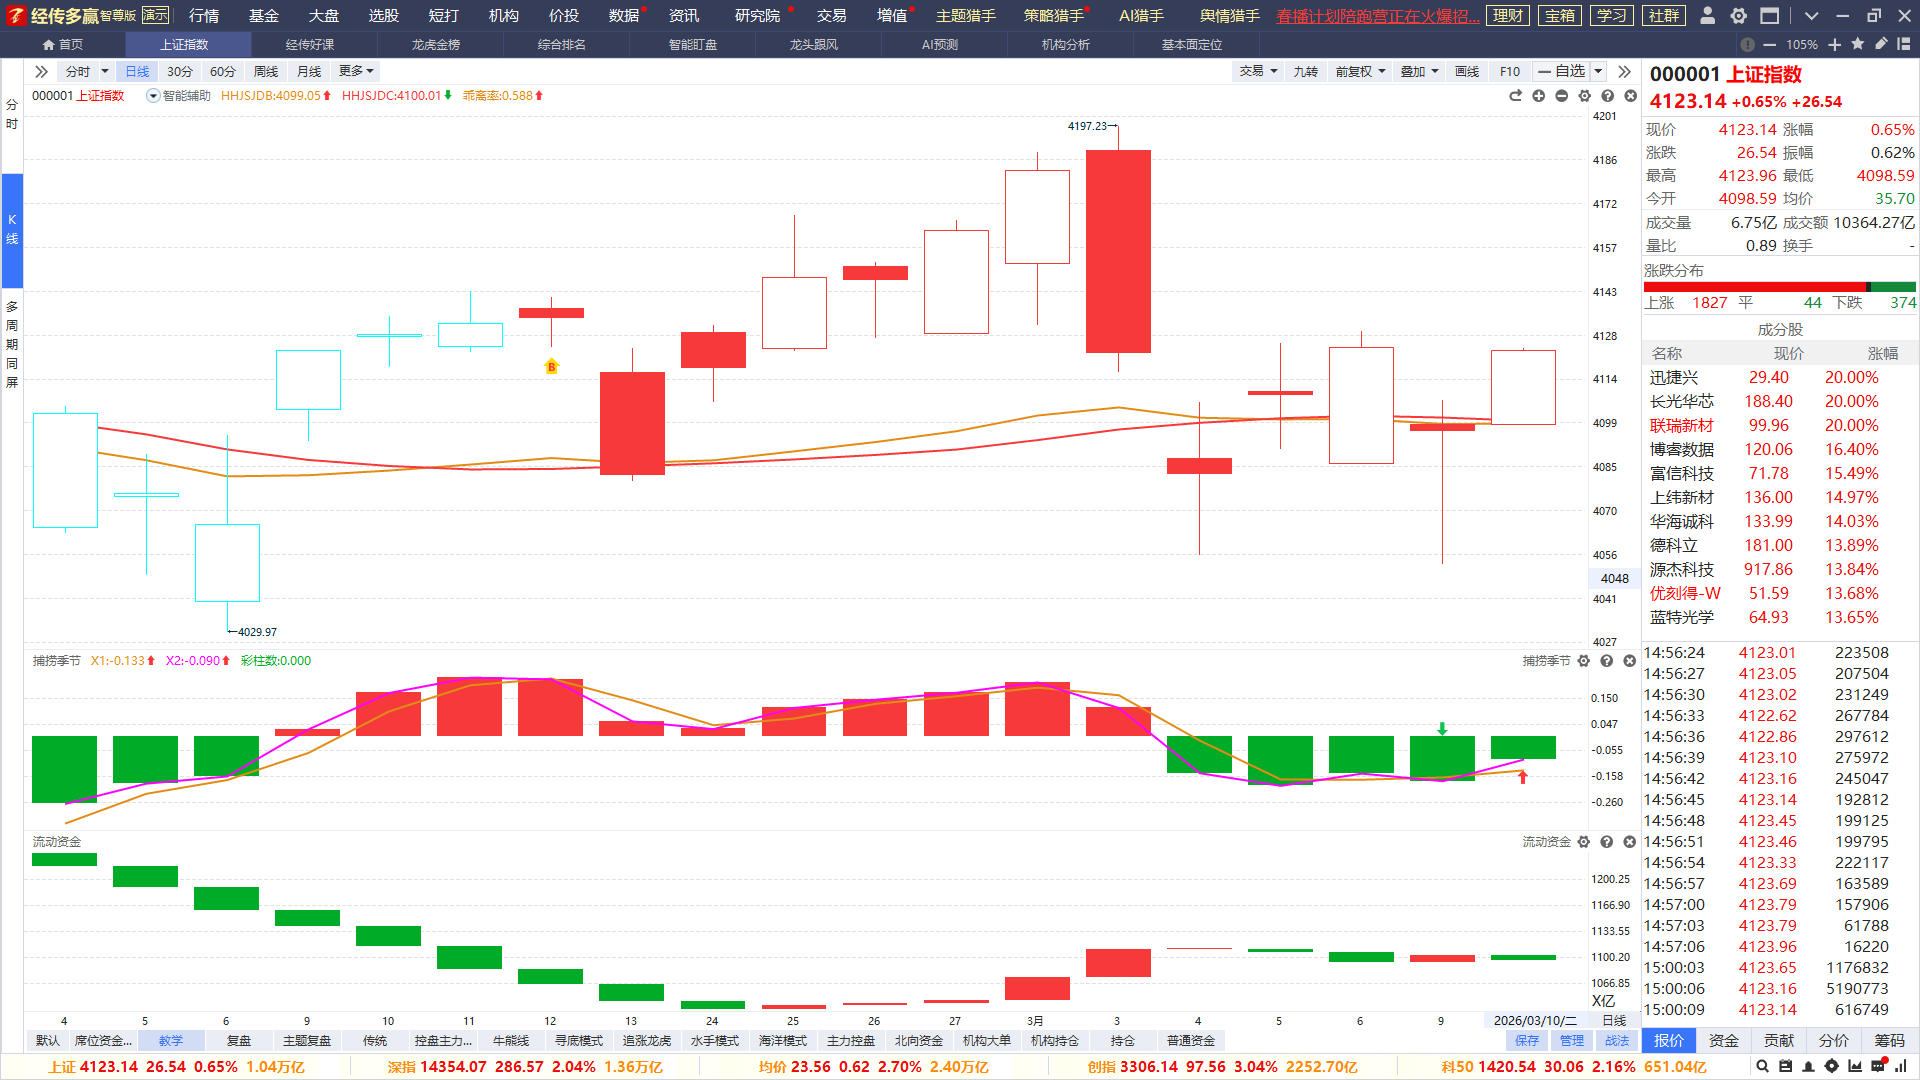 经传多赢智尊版 演示 行情 基金 大盘 选股 短打 机构 价投 数据 资讯 研究院 交易 增值 主题猎手 策略猎手 AI猎手 舆情猎手 春播计划陪跑营正在火爆招... 理财 宝箱 学习 社群
首页 上证指数 经传好课 龙虎金榜 综合排名 智能盯盘 龙头跟风 AI预测 机构分析 基本面定位 105%
分时 日线 30分 60分 周线 月线 更多 交易 九转 前复权 叠加 画线 F10 自选
000001 上证指数 智能辅助 HHJSJDB:4099.05 HHJSJDC:4100.01 乖离率:0.588
分时
K线
多周期同屏
4197.23
B
4029.97
4201
4186
4172
4157
4143
4128
4114
4099
4085
4070
4056
4048
4041
4027
捕捞季节 X1:-0.133 X2:-0.090 彩柱数:0.000 捕捞季节
0.150
0.047
-0.055
-0.158
-0.260
流动资金 流动资金
1200.25
1166.90
1133.55
1100.20
1066.85
X亿
4 5 6 9 10 11 12 13 24 25 26 27 3月 3 4 5 6 9 2026/03/10/二 日线
默认 席位资金... 教学 复盘 主题复盘 传统 控盘主力... 牛能线 寻底模式 追涨龙虎 水手模式 海洋模式 主力控盘 北向资金 机构大单 机构持仓 持仓 普通资金 保存 管理 战法
000001 上证指数
4123.14 +0.65% +26.54
现价 4123.14 涨幅 0.65%
涨跌 26.54 振幅 0.62%
最高 4123.96 最低 4098.59
今开 4098.59 均价 35.70
成交量 6.75亿 成交额 10364.27亿
量比 0.89 换手 -
涨跌分布
上涨 1827 平 44 下跌 374
成分股
名称 现价 涨幅
迅捷兴 29.40 20.00%
长光华芯 188.40 20.00%
联瑞新材 99.96 20.00%
博睿数据 120.06 16.40%
富信科技 71.78 15.49%
上纬新材 136.00 14.97%
华海诚科 133.99 14.03%
德科立 181.00 13.89%
源杰科技 917.86 13.84%
优刻得-W 51.59 13.68%
蓝特光学 64.93 13.65%
14:56:24 4123.01 223508
14:56:27 4123.05 207504
14:56:30 4123.02 231249
14:56:33 4122.62 267784
14:56:36 4122.86 297612
14:56:39 4123.10 275972
14:56:42 4123.16 245047
14:56:45 4123.14 192812
14:56:48 4123.45 199125
14:56:51 4123.46 199795
14:56:54 4123.33 222117
14:56:57 4123.69 163589
14:57:00 4123.79 157906
14:57:03 4123.79 61788
14:57:06 4123.96 16220
15:00:03 4123.65 1176832
15:00:06 4123.16 5190773
15:00:09 4123.14 616749
报价 资金 贡献 分价 筹码
上证 4123.14 26.54 0.65% 1.04万亿 深指 14354.07 286.57 2.04% 1.36万亿 均价 23.56 0.62 2.70% 2.40万亿 创指 3306.14 97.56 3.04% 2252.70亿 科50 1420.54 30.06 2.16% 651.04亿